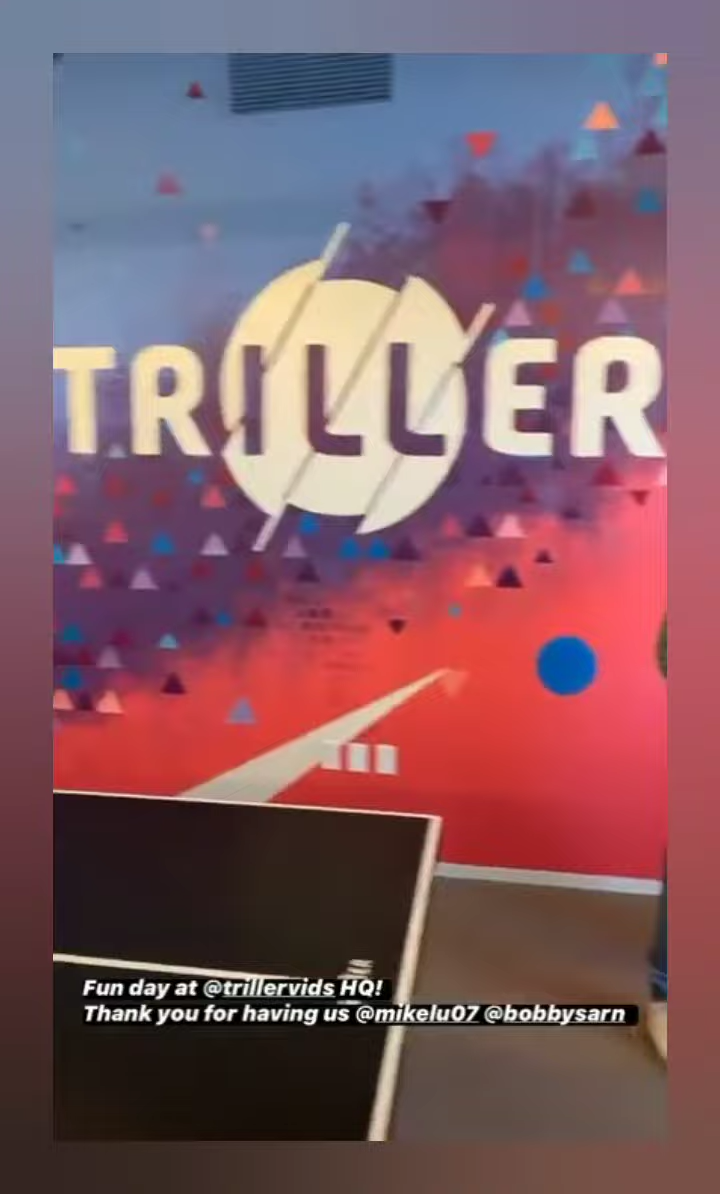 TRILLER
Fun day at @trillervids HQ!
Thank you for having us @mikelu07 @bobbysarn